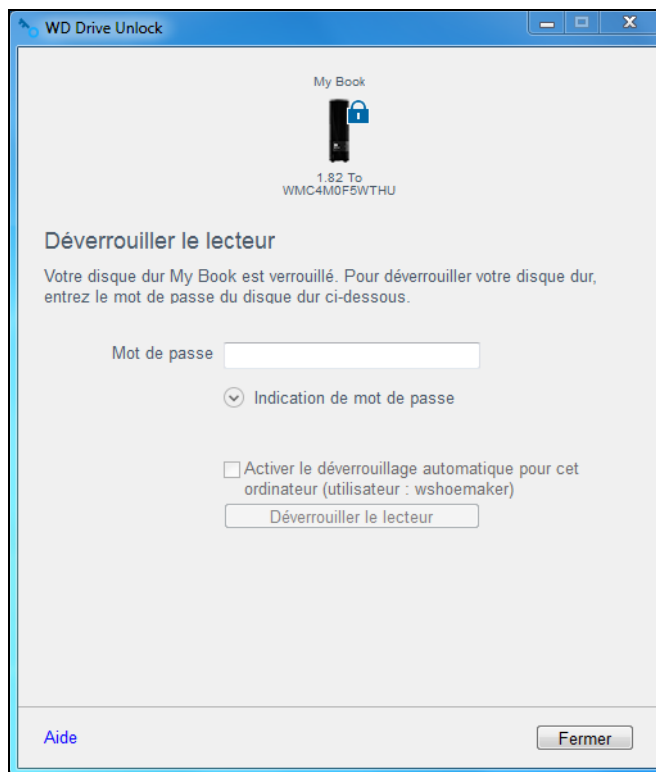 WD Drive Unlock
My Book
1.82 To
WMC4M0F5WTHU
Déverrouiller le lecteur
Votre disque dur My Book est verrouillé. Pour déverrouiller votre disque dur,
entrez le mot de passe du disque dur ci-dessous.
Mot de passe
Indication de mot de passe
Activer le déverrouillage automatique pour cet
ordinateur (utilisateur : wshoemaker)
Déverrouiller le lecteur
Aide
Fermer